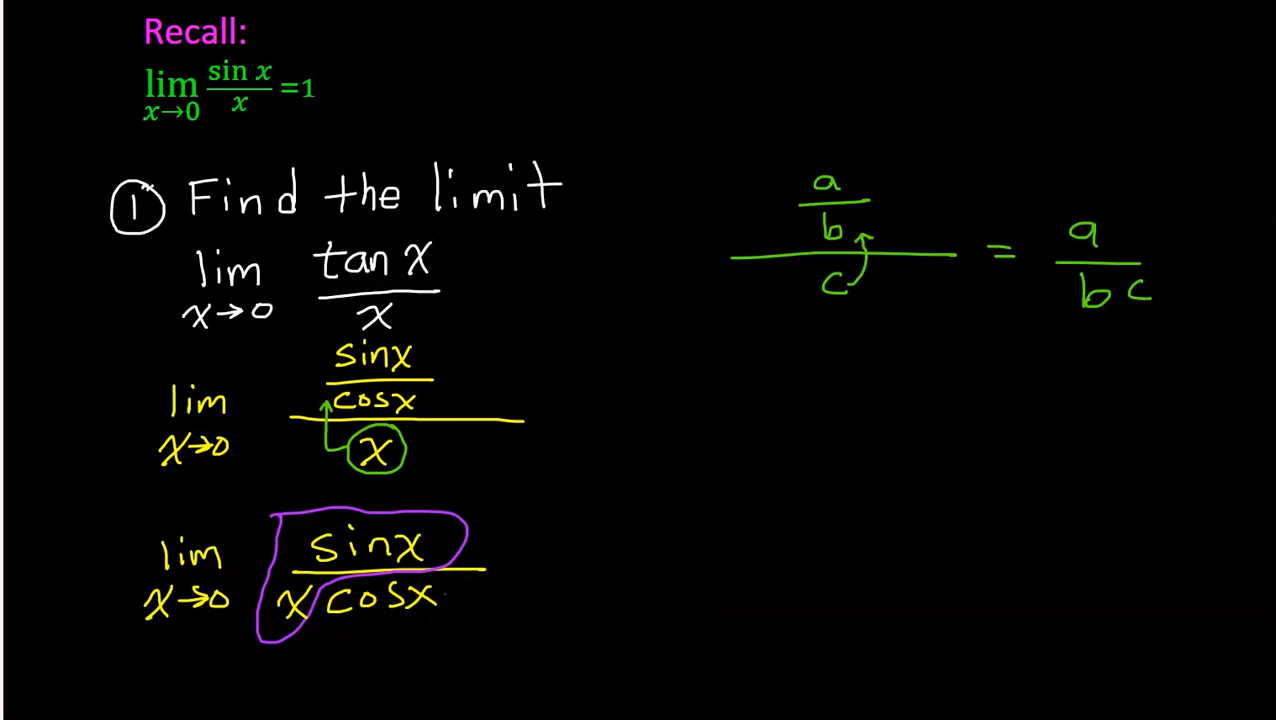 Recall:
lim x→0 sin x / x =1
① Find the limit
lim x→0 tan x / x
lim x→0 (sinx / cosx) / x
lim x→0 sinx / x cosx
(a / b) / c = a / b c